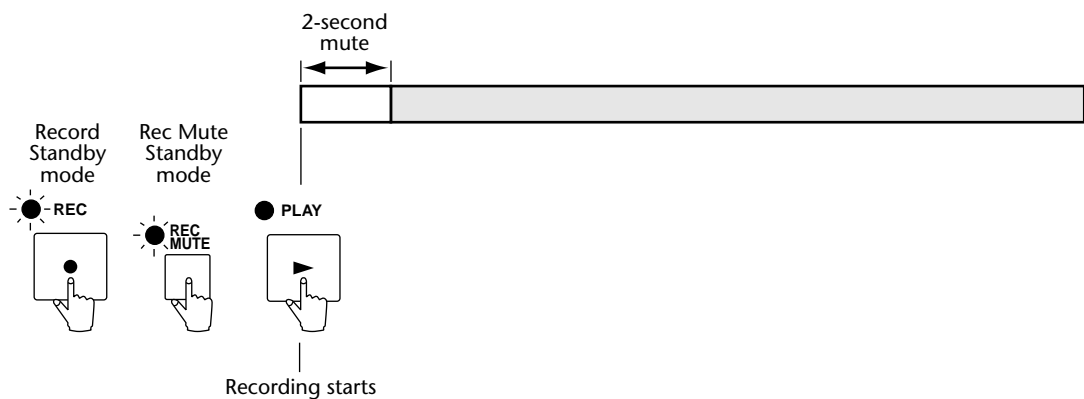 2-second
mute
Record
Standby
mode
Rec Mute
Standby
mode
REC
REC
MUTE
PLAY
Recording starts